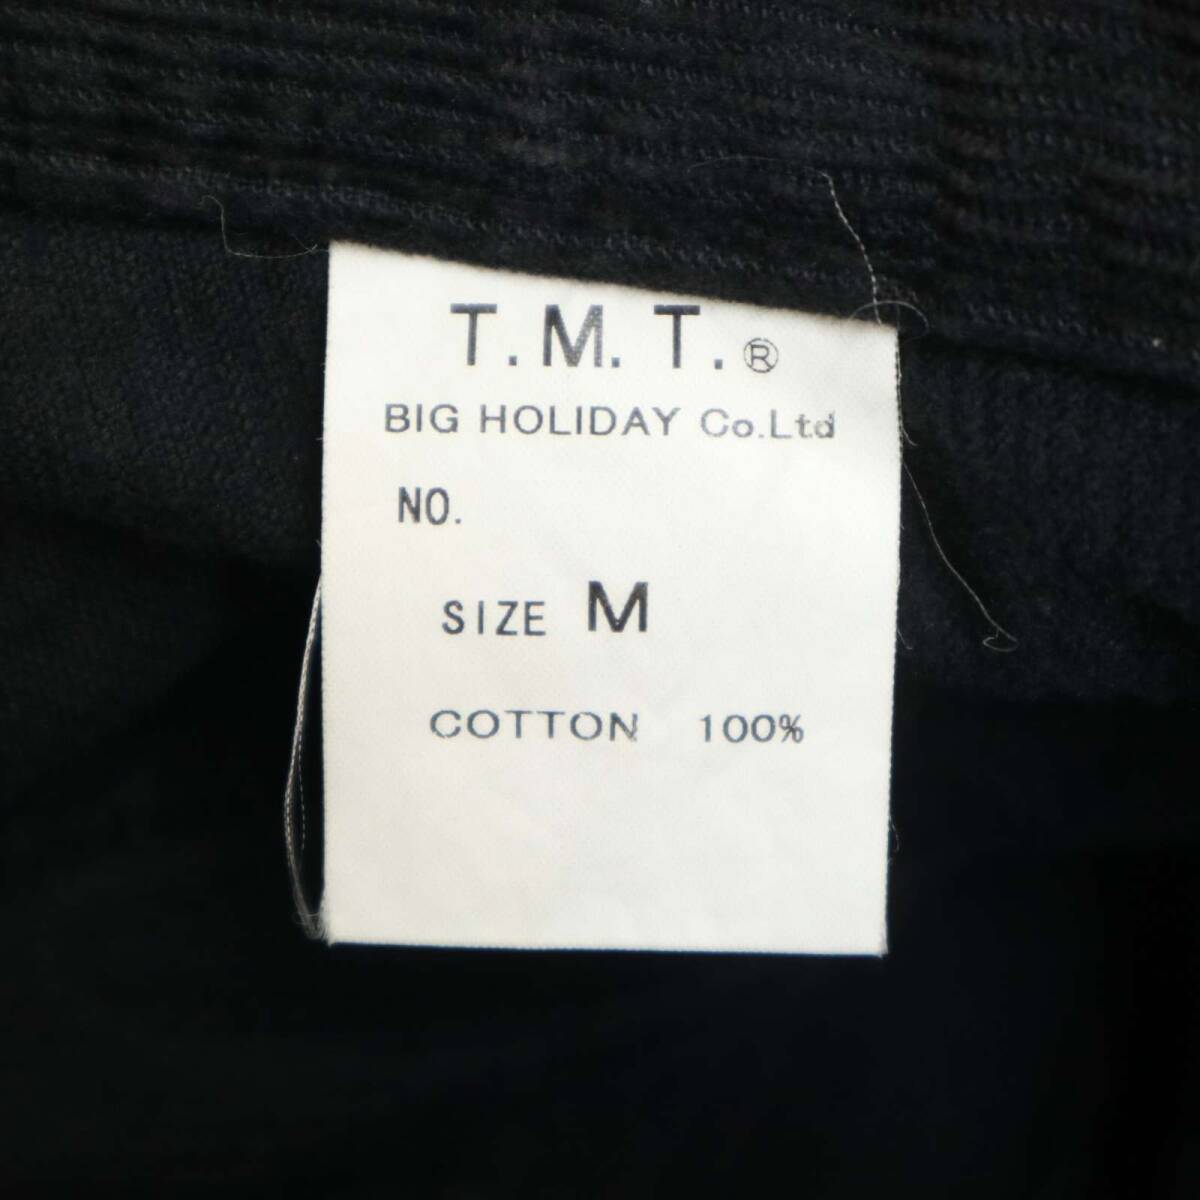 T.M.T.®
BIG HOLIDAY Co.Ltd
NO.
SIZE M
COTTON 100%